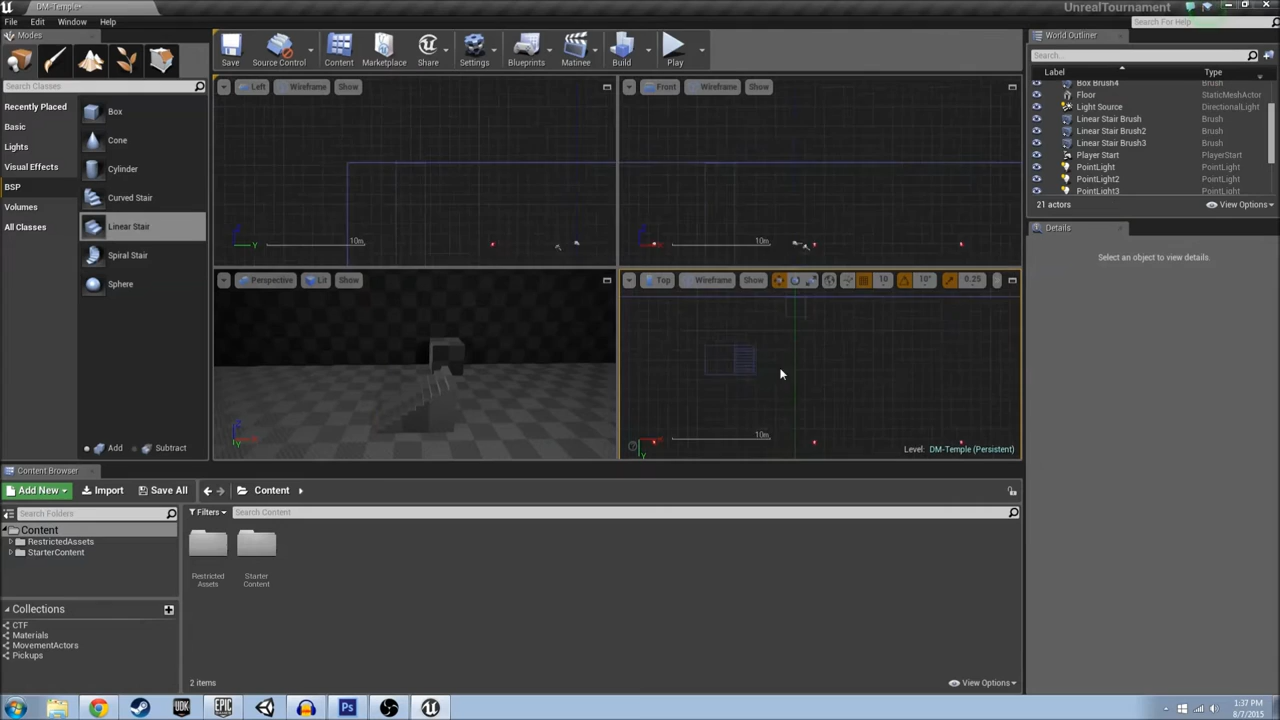 DM-Temple*
UnrealTournament
File Edit Window Help
Search For Help
Modes
Search Classes
Recently Placed
Basic
Lights
Visual Effects
BSP
Volumes
All Classes
Box
Cone
Cylinder
Curved Stair
Linear Stair
Spiral Stair
Sphere
Add Subtract
Save Source Control Content Marketplace Share Settings Blueprints Matinee Build Play
Left Wireframe Show
Y 10m
Front Wireframe Show
10m
Perspective Lit Show
Top Wireframe Show 10 10° 0.25
10m
Y
Level: DM-Temple (Persistent)
World Outliner
Search...
Label Type
Box Brush4 Brush
Floor StaticMeshActor
Light Source DirectionalLight
Linear Stair Brush Brush
Linear Stair Brush2 Brush
Linear Stair Brush3 Brush
Player Start PlayerStart
PointLight PointLight
PointLight2 PointLight
PointLight3 PointLight
21 actors View Options
Details
Select an object to view details.
Content Browser
Add New Import Save All Content
Search Folders
Filters Search Content
Content
RestrictedAssets
StarterContent
Restricted
Assets
Starter
Content
Collections
CTF
Materials
MovementActors
Pickups
2 items View Options
UDK
EPIC
GAMES
Ps
1:37 PM
8/7/2015